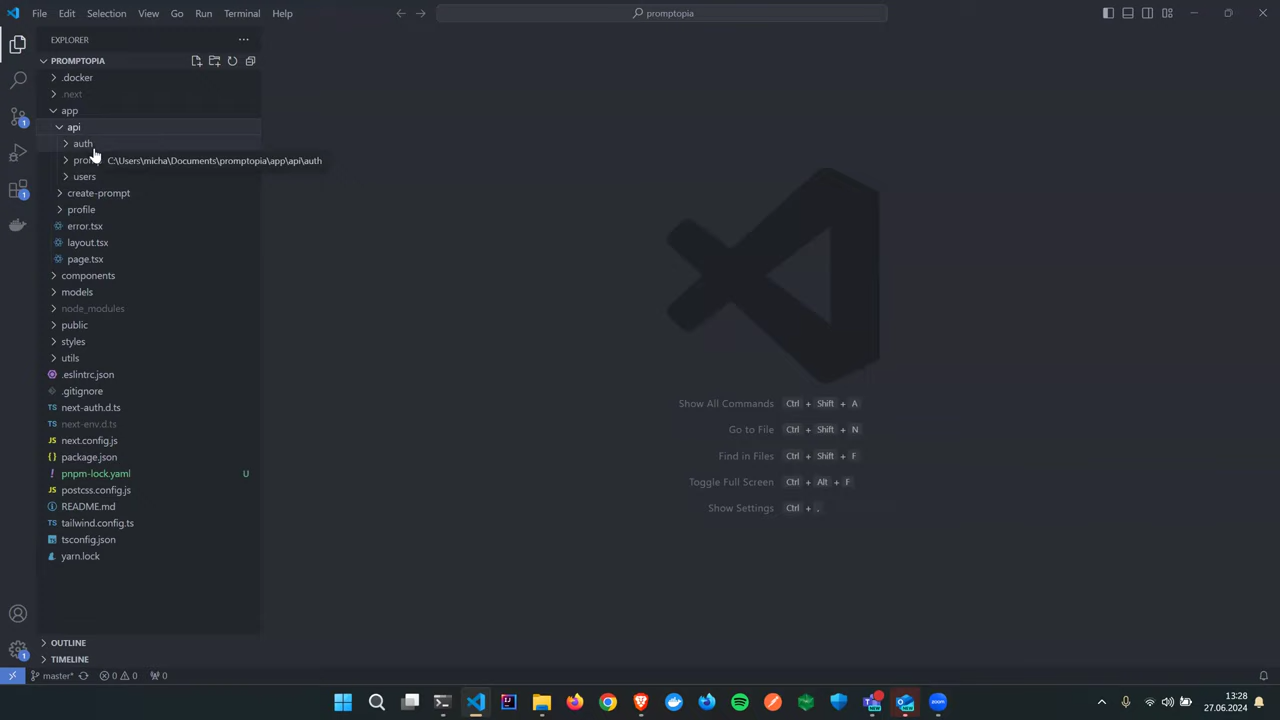 File Edit Selection View Go Run Terminal Help
promptopia
EXPLORER
PROMPTOPIA
.docker
.next
app
api
auth
C:\Users\micha\Documents\promptopia\app\api\auth
users
create-prompt
profile
error.tsx
layout.tsx
page.tsx
components
models
node_modules
public
styles
utils
.eslintrc.json
.gitignore
TS next-auth.d.ts
TS next-env.d.ts
JS next.config.js
{} package.json
! pnpm-lock.yaml U
JS postcss.config.js
README.md
TS tailwind.config.ts
tsconfig.json
yarn.lock
Show All Commands Ctrl + Shift + A
Go to File Ctrl + Shift + N
Find in Files Ctrl + Shift + F
Toggle Full Screen Ctrl + Alt + F
Show Settings Ctrl + .
OUTLINE
TIMELINE
master* 0 0 0
13:28
27.06.2024